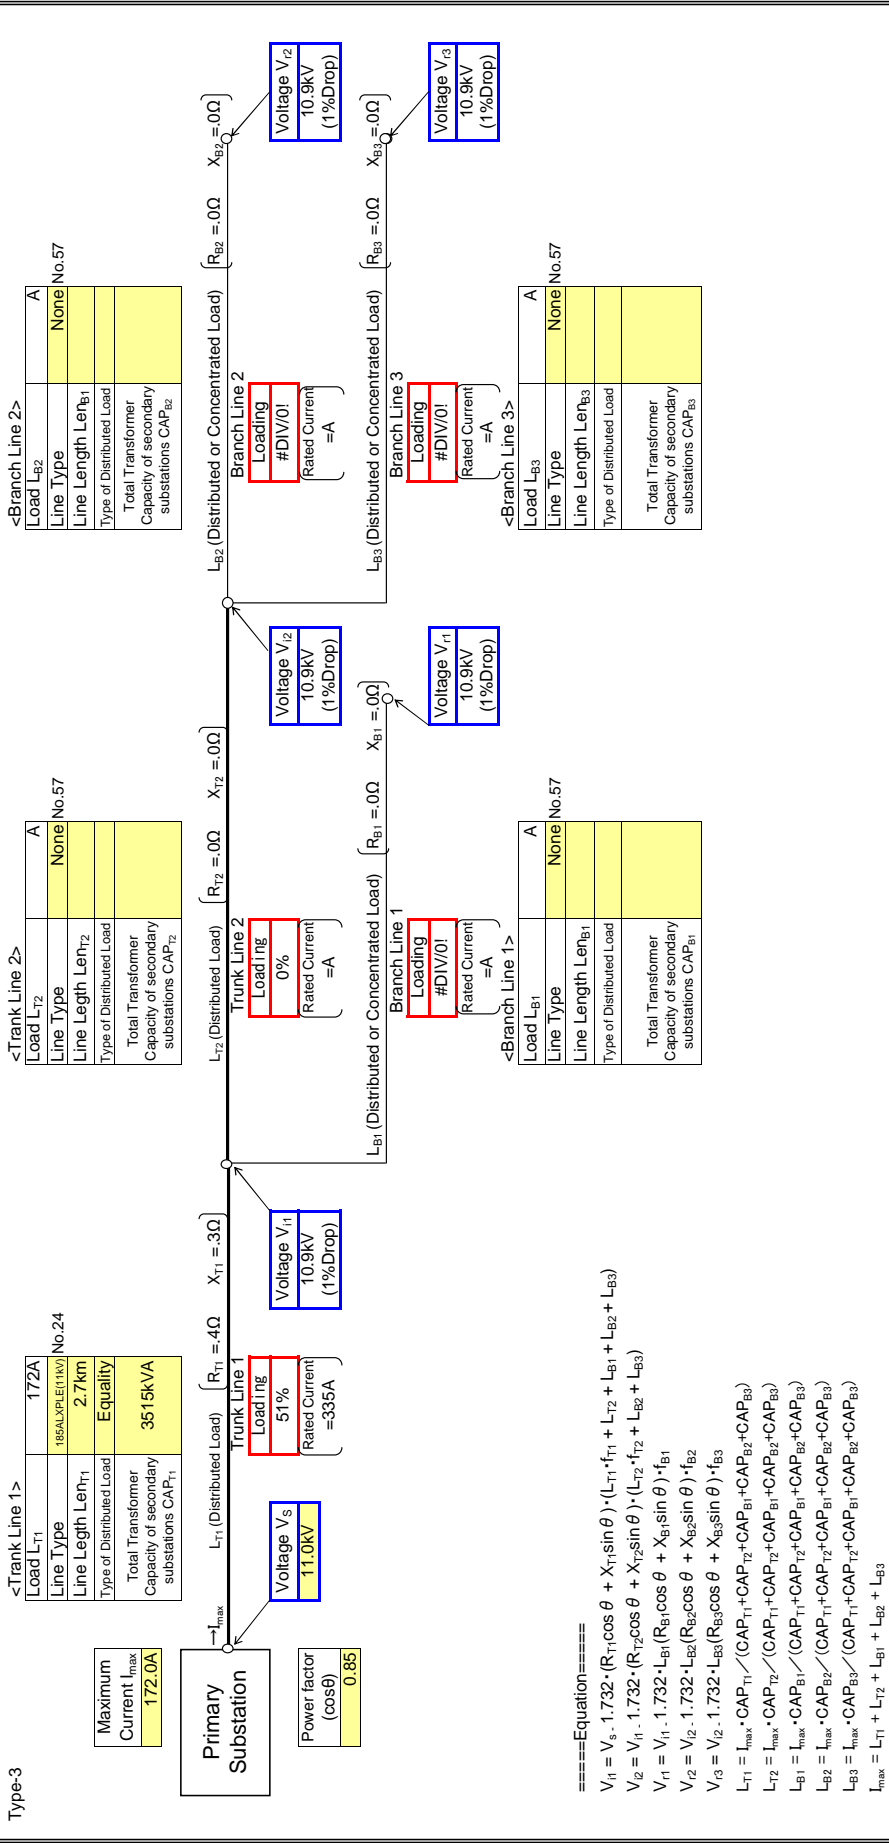 Type-3
Maximum
Current Imax
172.0A
Primary
Substation
Power factor
(cosθ)
0.85
→Imax
Voltage VS
11.0kV
<Trank Line 1>
Load LT1 172A
Line Type 185ALXPLE(11kV) No.24
Line Legth LenT1 2.7km
Type of Distributed Load Equality
Total Transformer
Capacity of secondary
substations CAPT1
3515kVA
LT1 (Distributed Load) RT1 =.4Ω XT1 =.3Ω
Trunk Line 1
Loading
51%
Rated Current
=335A
Voltage Vi1
10.9kV
(1%Drop)
<Trank Line 2>
Load LT2 A
Line Type None No.57
Line Legth LenT2
Type of Distributed Load
Total Transformer
Capacity of secondary
substations CAPT2
LT2 (Distributed Load) RT2 =.0Ω XT2 =.0Ω
Trunk Line 2
Loading
0%
Rated Current
=A
Voltage Vi2
10.9kV
(1%Drop)
LB1 (Distributed or Concentrated Load) RB1 =.0Ω XB1 =.0Ω
Branch Line 1
Loading
#DIV/0!
Rated Current
=A
Voltage Vr1
10.9kV
(1%Drop)
<Branch Line 1>
Load LB1 A
Line Type None No.57
Line Length LenB1
Type of Distributed Load
Total Transformer
Capacity of secondary
substations CAPB1
<Branch Line 2>
Load LB2 A
Line Type None No.57
Line Length LenB1
Type of Distributed Load
Total Transformer
Capacity of secondary
substations CAPB2
LB2 (Distributed or Concentrated Load) RB2 =.0Ω XB2 =.0Ω
Branch Line 2
Loading
#DIV/0!
Rated Current
=A
Voltage Vr2
10.9kV
(1%Drop)
LB3 (Distributed or Concentrated Load) RB3 =.0Ω XB3 =.0Ω
Branch Line 3
Loading
#DIV/0!
Rated Current
=A
Voltage Vr3
10.9kV
(1%Drop)
<Branch Line 3>
Load LB3 A
Line Type None No.57
Line Length LenB3
Type of Distributed Load
Total Transformer
Capacity of secondary
substations CAPB3
=====Equation=====
Vi1 = Vs - 1.732・(RT1cos θ + XT1sin θ)・(LT1・fT1 + LT2 + LB1 + LB2 + LB3)
Vi2 = Vi1 - 1.732・(RT2cos θ + XT2sin θ)・(LT2・fT2 + LB2 + LB3)
Vr1 = Vi1 - 1.732・LB1(RB1cos θ + XB1sin θ)・fB1
Vr2 = Vi2 - 1.732・LB2(RB2cos θ + XB2sin θ)・fB2
Vr3 = Vi2 - 1.732・LB3(RB3cos θ + XB3sin θ)・fB3
LT1 = Imax・CAPT1／(CAPT1+CAPT2+CAPB1+CAPB2+CAPB3)
LT2 = Imax・CAPT2／(CAPT1+CAPT2+CAPB1+CAPB2+CAPB3)
LB1 = Imax・CAPB1／(CAPT1+CAPT2+CAPB1+CAPB2+CAPB3)
LB2 = Imax・CAPB2／(CAPT1+CAPT2+CAPB1+CAPB2+CAPB3)
LB3 = Imax・CAPB3／(CAPT1+CAPT2+CAPB1+CAPB2+CAPB3)
Imax = LT1 + LT2 + LB1 + LB2 + LB3